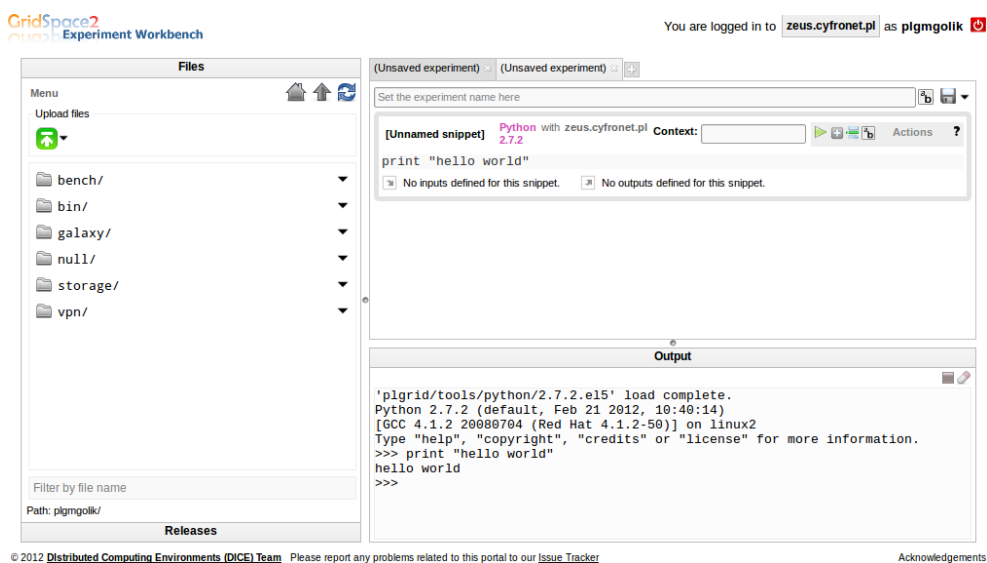 GridSpace2
Experiment Workbench
You are logged in to zeus.cyfronet.pl as plgmgolik
Files
Menu
Upload files
bench/
bin/
galaxy/
null/
storage/
vpn/
Filter by file name
Path: plgmgolik/
Releases
(Unsaved experiment) (Unsaved experiment)
Set the experiment name here
[Unnamed snippet] Python with zeus.cyfronet.pl Context: Actions ?
2.7.2
print "hello world"
No inputs defined for this snippet. No outputs defined for this snippet.
Output
'plgrid/tools/python/2.7.2.el5' load complete.
Python 2.7.2 (default, Feb 21 2012, 10:40:14)
[GCC 4.1.2 20080704 (Red Hat 4.1.2-50)] on linux2
Type "help", "copyright", "credits" or "license" for more information.
>>> print "hello world"
hello world
>>>
© 2012 DIstributed Computing Environments (DICE) Team Please report any problems related to this portal to our Issue Tracker Acknowledgements